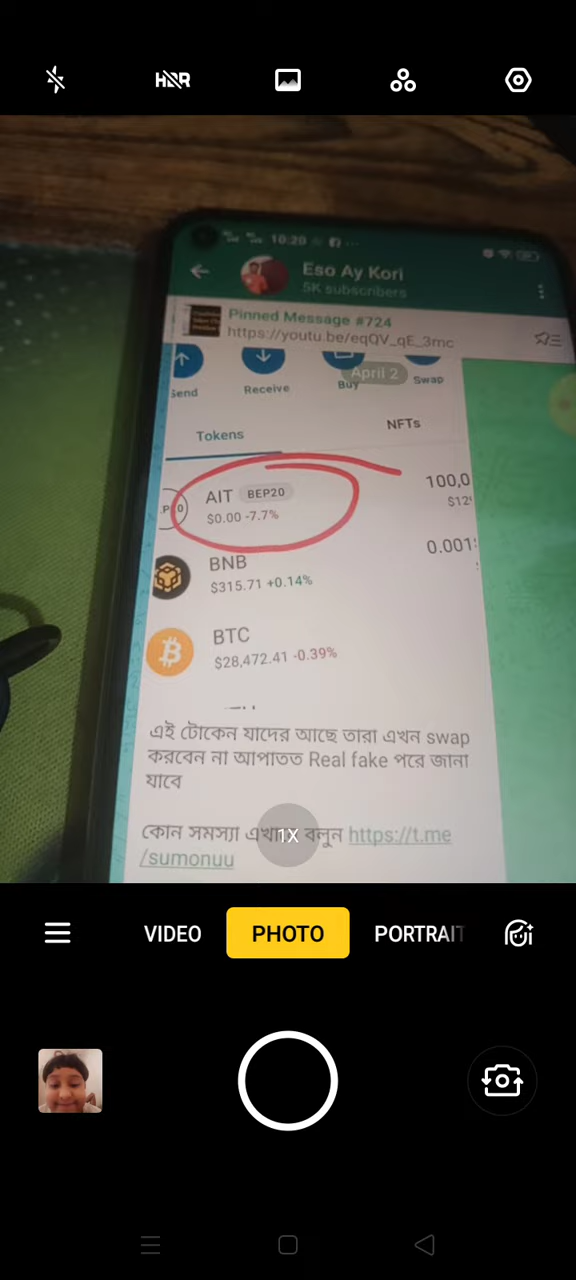 HDR
10:20
Eso Ay Kori
5K subscribers
Pinned Message #724
https://youtu.be/eqQV_qE_3mc
April 2
Send
Receive
Buy
Swap
Tokens
NFTs
AIT BEP20
100,0
$0.00 -7.7%
$12
BNB
0.001
$315.71 +0.14%
BTC
$28,472.41 -0.39%
এই টোকেন যাদের আছে তারা এখন swap
করবেন না আপাতত Real fake পরে জানা
যাবে
কোন সমস্যা বলুন https://t.me
/sumonuu
1X
VIDEO
PHOTO
PORTRAIT